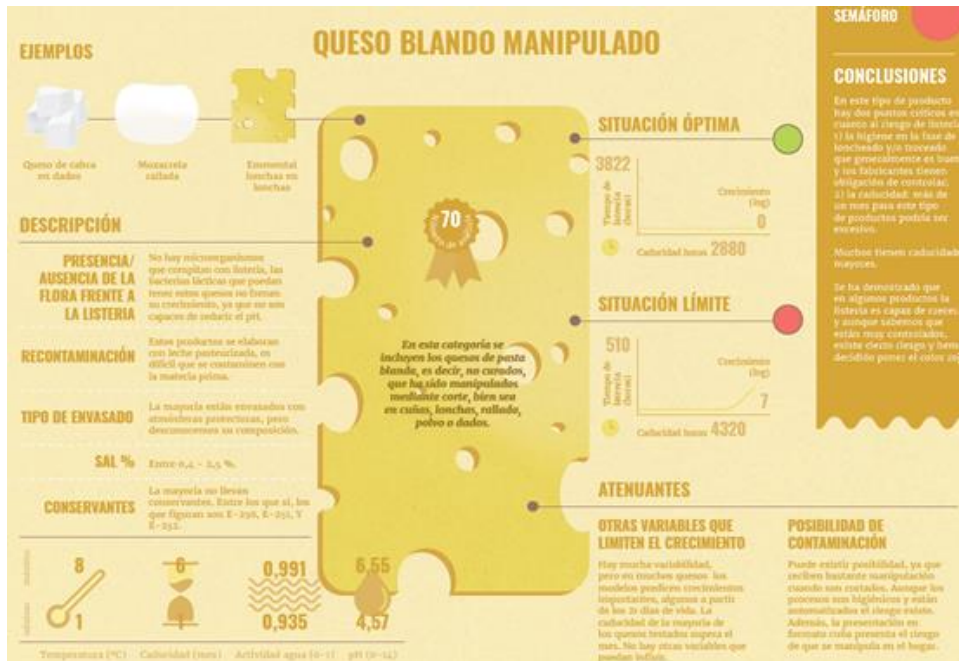 SEMÁFORO
EJEMPLOS
QUESO BLANDO MANIPULADO
Queso de cabra
en dados
Mozzarela
rallada
Emmental
lonchas en
lonchas
DESCRIPCIÓN
PRESENCIA/
AUSENCIA DE LA
FLORA FRENTE A
LA LISTERIA
No hay microorganismos
que compitan con listeria, las
bacterias lácticas que puedan
tener estos quesos no frenan
su crecimiento, ya que no son
capaces de reducir el pH.
RECONTAMINACIÓN
Estos productos se elaboran
con leche pasteurizada, es
difícil que se contaminen con
la materia prima.
TIPO DE ENVASADO
La mayoría están envasados con
atmósferas protectoras, pero
desconocemos su composición.
SAL %
Entre 0,4 - 2,5 %.
CONSERVANTES
La mayoría no llevan
conservantes. Entre los que sí, los
que figuran son E-290, E-251, Y
E-252.
8
1
6
1
0,991
0,935
6,55
4,57
Temperatura (ºC)
Caducidad (mes)
Actividad agua (0-1)
pH (0-14)
70
En esta categoría se
incluyen los quesos de pasta
blanda, es decir, no curados,
que ha sido manipulados
mediante corte, bien sea
en cuñas, lonchas, rallado,
polvo o dados.
SITUACIÓN ÓPTIMA
3822
Tiempo de
latencia
(horas)
Crecimiento
(log)
0
Caducidad horas 2880
SITUACIÓN LÍMITE
510
Tiempo de
latencia
(horas)
Crecimiento
(log)
7
Caducidad horas 4320
ATENUANTES
OTRAS VARIABLES QUE
LIMITEN EL CRECIMIENTO
Hay mucha variabilidad,
pero en muchos quesos los
modelos predicen crecimientos
importantes, algunos a partir
de los 21 días de vida. La
caducidad de la mayoría de
los quesos testados supera el
mes. No hay otras variables que
puedan influir.
POSIBILIDAD DE
CONTAMINACIÓN
Puede existir posibilidad, ya que
reciben bastante manipulación
cuando son cortados. Aunque los
procesos son higiénicos y están
automatizados el riesgo existe.
Además, la presentación en
formato cuña presenta el riesgo
de que se manipula en el hogar.
CONCLUSIONES
En este tipo de producto
hay dos puntos críticos en
cuanto al riesgo de listeria:
1) la higiene en la fase de
loncheado y/o troceado
que generalmente es buen
y los fabricantes tienen
obligación de controlar;
2) la caducidad: más de
un mes para este tipo
de productos podría ser
excesivo.
Muchos tienen caducidade
mayores.
Se ha demostrado que
en algunos productos la
listeria es capaz de crecer,
y aunque sabemos que
están muy controlados,
existe cierto riesgo y hemo
decidido poner el color roj